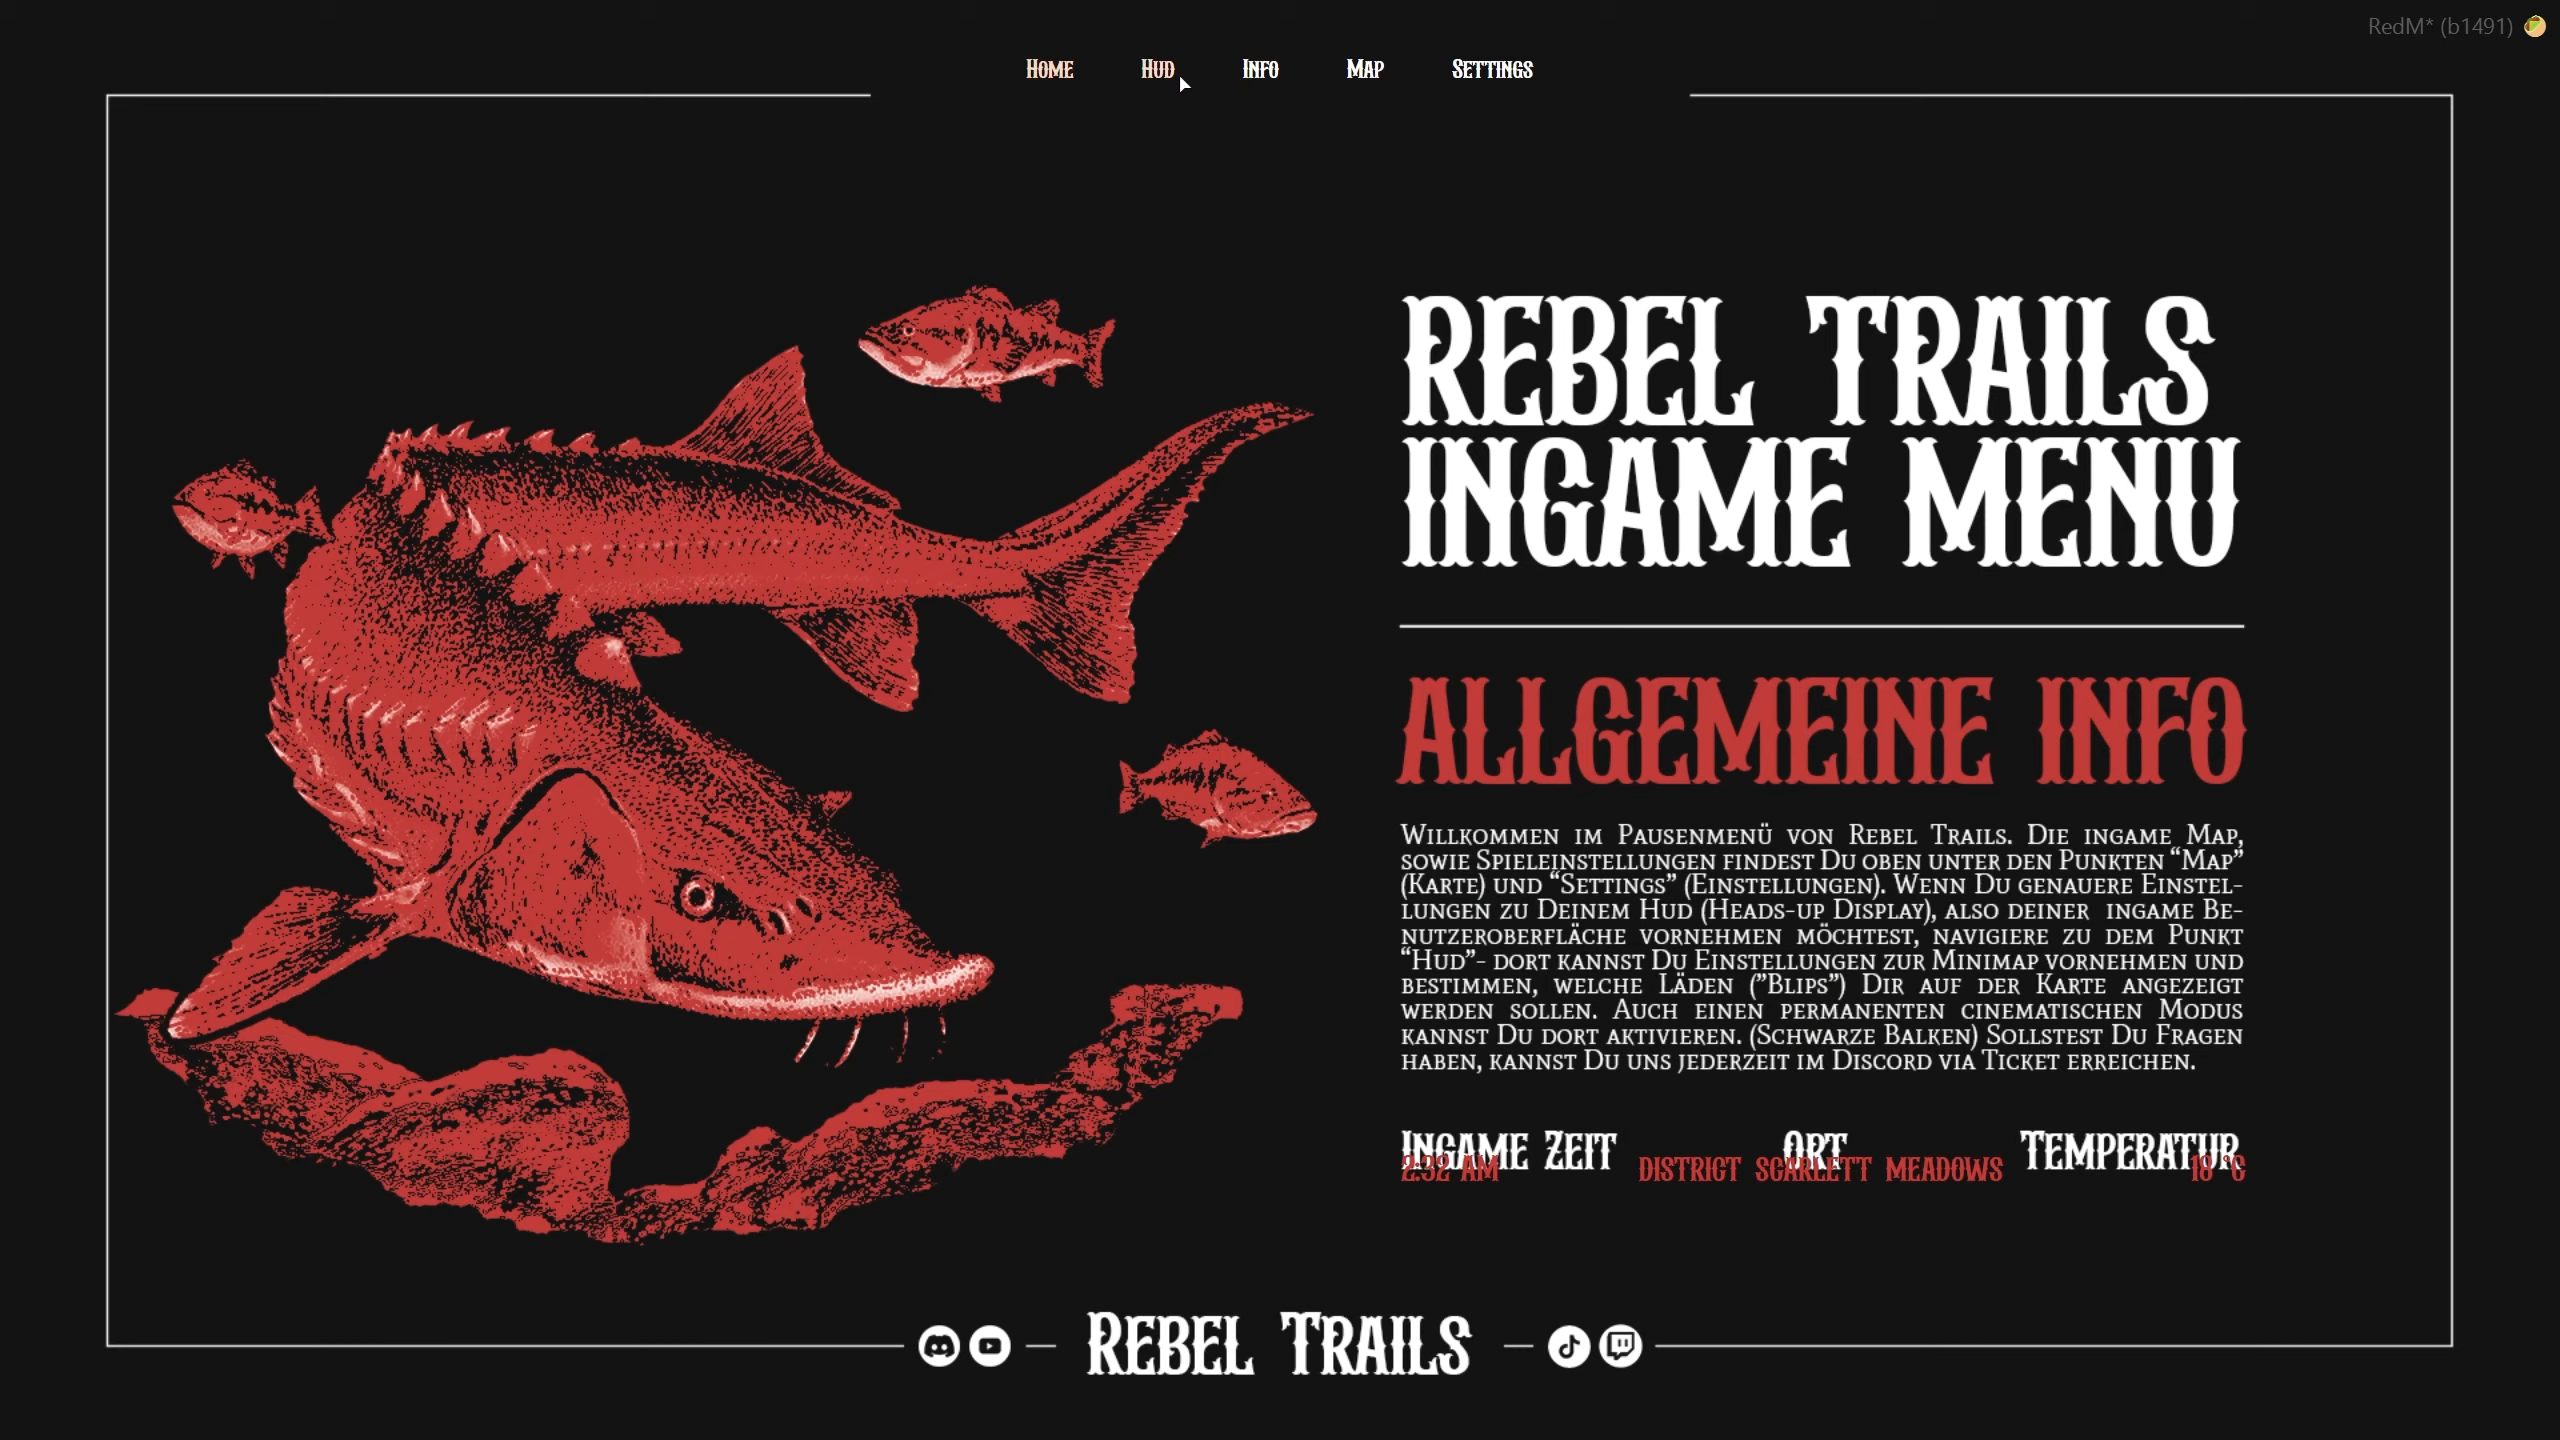 RedM* (b1491)
Home Hud Info Map Settings
REBEL TRAILS
INGAME MENU
ALLGEMEINE INFO
Willkommen im Pausenmenü von Rebel Trails. Die ingame Map,
sowie Spieleinstellungen findest Du oben unter den Punkten “Map”
(Karte) und “Settings” (Einstellungen). Wenn Du genauere Einstel-
lungen zu Deinem Hud (Heads-up Display), also deiner ingame Be-
nutzeroberfläche vornehmen möchtest, navigiere zu dem Punkt
“Hud”- dort kannst Du Einstellungen zur Minimap vornehmen und
bestimmen, welche Läden (”Blips”) Dir auf der Karte angezeigt
werden sollen. Auch einen permanenten cinematischen Modus
kannst Du dort aktivieren. (Schwarze Balken) Sollstest Du Fragen
haben, kannst Du uns jederzeit im Discord via Ticket erreichen.
Ingame Zeit Ort Temperatur
2:32 AM DISTRICT SCARLETT MEADOWS 18 °C
Rebel Trails